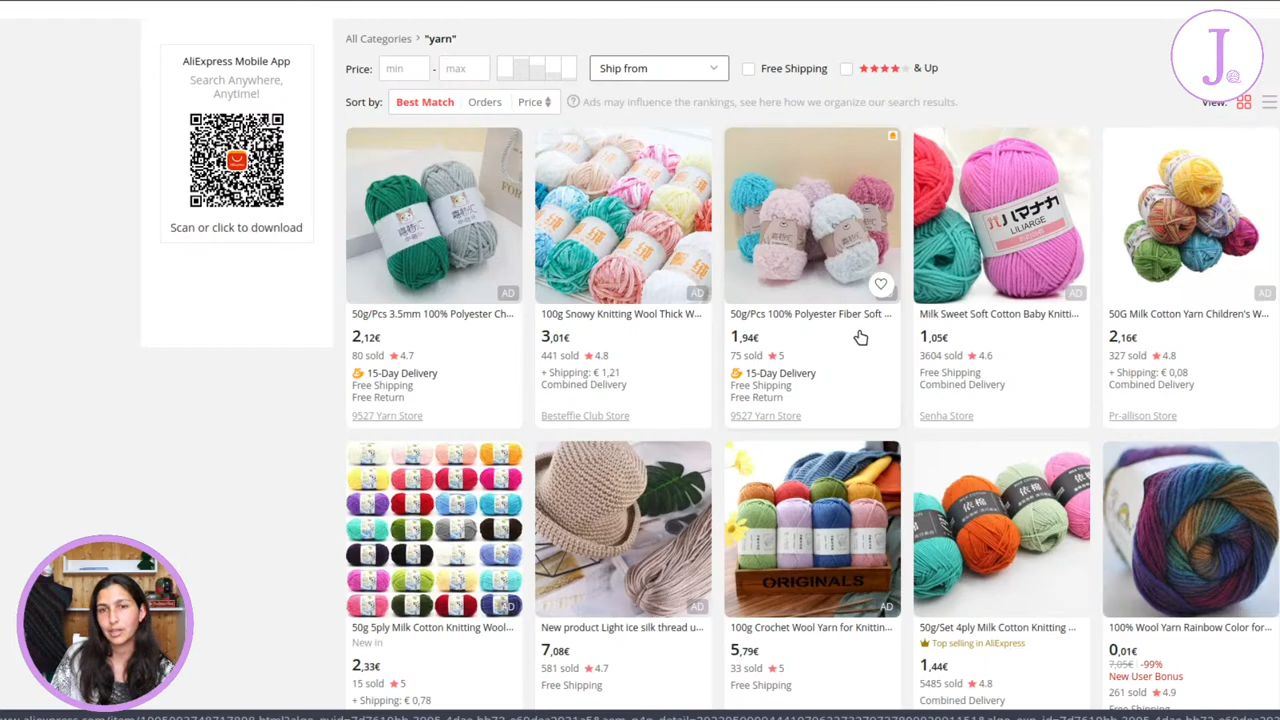 All Categories > "yarn"
AliExpress Mobile App
Search Anywhere,
Anytime!
Scan or click to download
Price: min - max Ship from Free Shipping & Up
Sort by: Best Match Orders Price Ads may influence the rankings, see here how we organize our search results.
View:
J
AD
50g/Pcs 3.5mm 100% Polyester Ch...
2,12€
80 sold ★4.7
15-Day Delivery
Free Shipping
Free Return
9527 Yarn Store
AD
100g Snowy Knitting Wool Thick W...
3,01€
441 sold ★4.8
+ Shipping: € 1,21
Combined Delivery
Besteffie Club Store
50g/Pcs 100% Polyester Fiber Soft ...
1,94€
75 sold ★5
15-Day Delivery
Free Shipping
Free Return
9527 Yarn Store
LILIARGE
AD
Milk Sweet Soft Cotton Baby Knitti...
1,05€
3604 sold ★4.6
Free Shipping
Combined Delivery
Senha Store
AD
50G Milk Cotton Yarn Children's W...
2,16€
327 sold ★4.8
+ Shipping: € 0,08
Combined Delivery
Pr-allison Store
AD
50g 5ply Milk Cotton Knitting Wool...
New in
2,33€
15 sold ★5
+ Shipping: € 0,78
AD
New product Light ice silk thread u...
7,08€
581 sold ★4.7
Free Shipping
ORIGINALS
AD
100g Crochet Wool Yarn for Knittin...
5,79€
33 sold ★5
Free Shipping
依棉
50g/Set 4ply Milk Cotton Knitting ...
Top selling in AliExpress
1,44€
5485 sold ★4.8
Combined Delivery
100% Wool Yarn Rainbow Color for...
0,01€
7,05€ -99%
New User Bonus
261 sold ★4.9